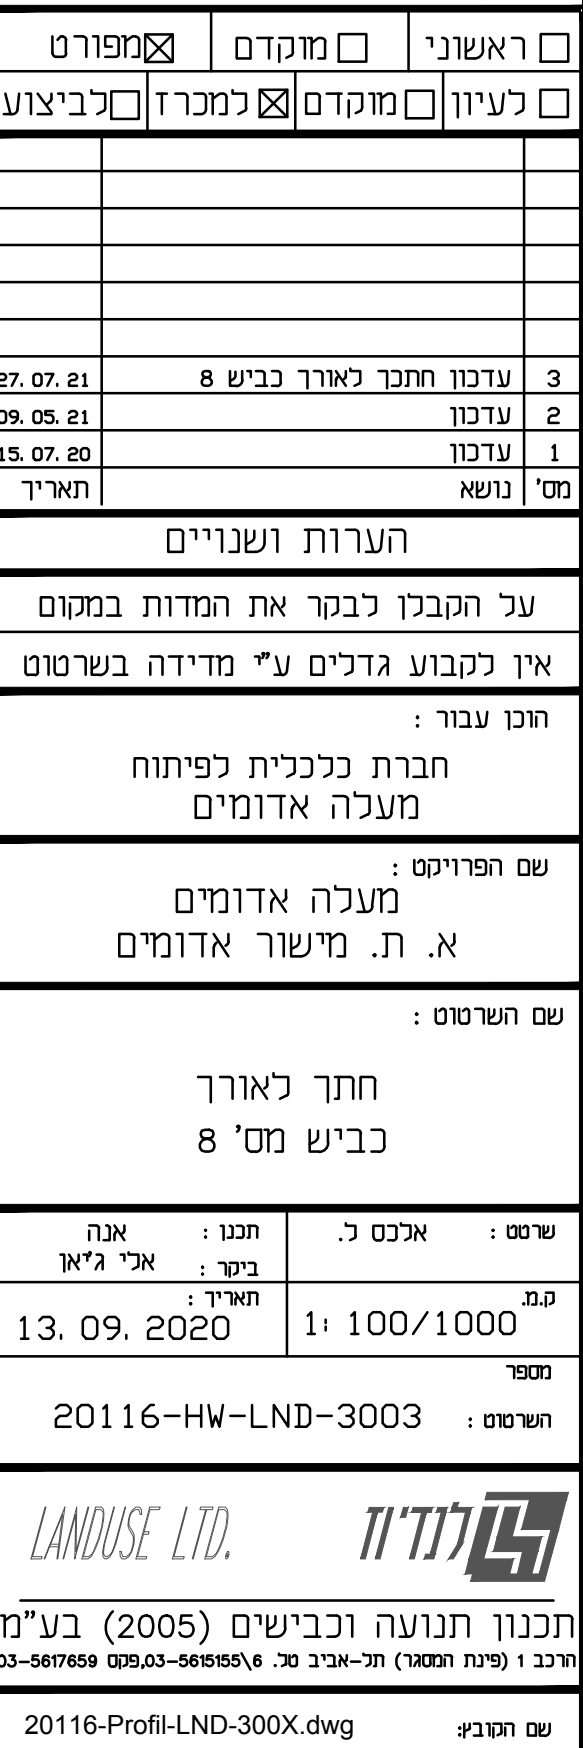 ראשוני מוקדם מפורט
לעיון מוקדם למכרז לביצוע
3 עדכון חתכך לאורך כביש 8 27.07.21
2 עדכון 09.05.21
1 עדכון 15.07.20
מס' נושא תאריך
הערות ושנויים
על הקבלן לבקר את המדות במקום
אין לקבוע גדלים ע"י מדידה בשרטוט
הוכן עבור :
חברת כלכלית לפיתוח
מעלה אדומים
שם הפרויקט :
מעלה אדומים
א. ת. מישור אדומים
שם השרטוט :
חתך לאורך
כביש מס' 8
שרטט : אלכס ל. תכנן : אנה
ביקר : אלי ג'יאן
ק.מ. 1: 100/1000 תאריך : 13.09.2020
מספר
השרטוט : 20116-HW-LND-3003
לנד'יוז LANDUSE LTD.
תכנון תנועה וכבישים (2005) בע"מ
הרכב 1 (פינת המסגר) תל-אביב טל. 03-5615155\6,פקס 03-5617659
שם הקובץ: 20116-Profil-LND-300X.dwg